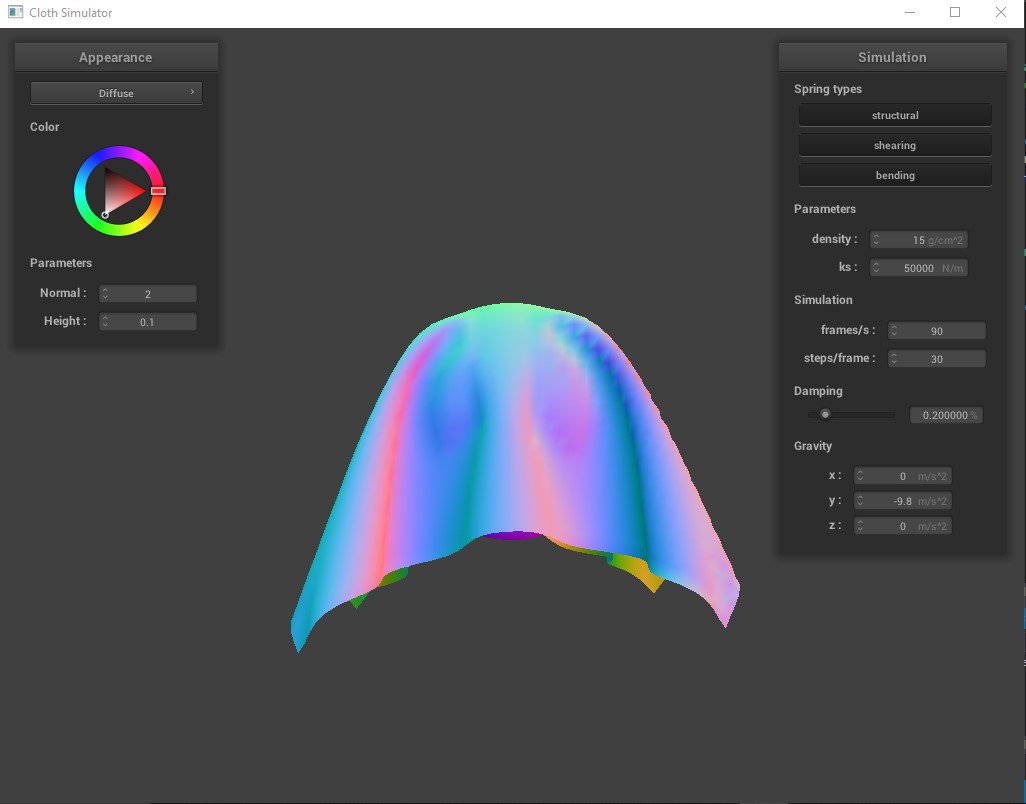 Cloth Simulator
Appearance
Diffuse
Color
Parameters
Normal :
2
Height :
0.1
Simulation
Spring types
structural
shearing
bending
Parameters
density :
15 g/cm^2
ks :
50000 N/m
Simulation
frames/s :
90
steps/frame :
30
Damping
0.200000 %
Gravity
x :
0 m/s^2
y :
-9.8 m/s^2
z :
0 m/s^2